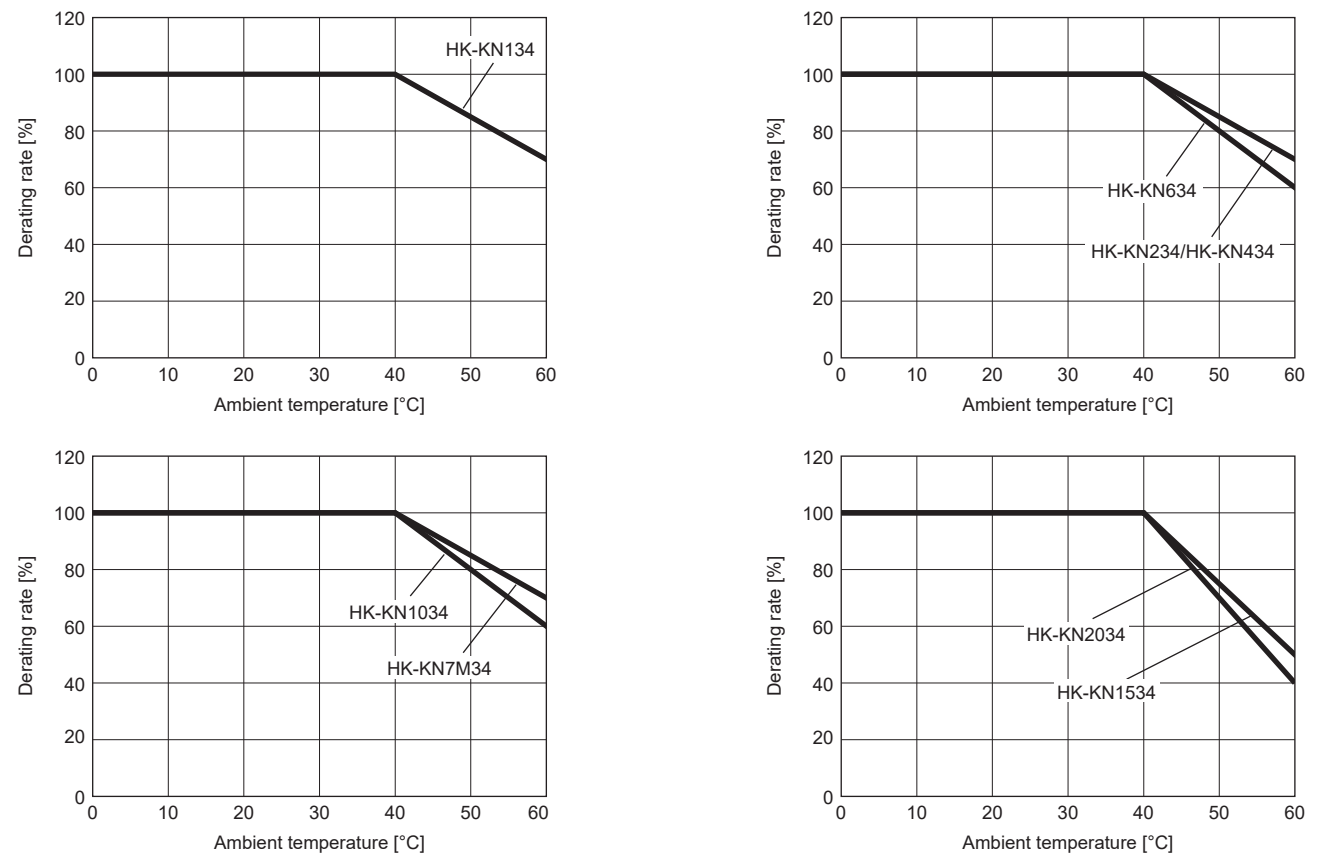 120
100
80
60
40
20
0
Derating rate [%]
HK-KN134
0 10 20 30 40 50 60
Ambient temperature [°C]
120
100
80
60
40
20
0
Derating rate [%]
HK-KN634
HK-KN234/HK-KN434
0 10 20 30 40 50 60
Ambient temperature [°C]
120
100
80
60
40
20
0
Derating rate [%]
HK-KN1034
HK-KN7M34
0 10 20 30 40 50 60
Ambient temperature [°C]
120
100
80
60
40
20
0
Derating rate [%]
HK-KN2034
HK-KN1534
0 10 20 30 40 50 60
Ambient temperature [°C]